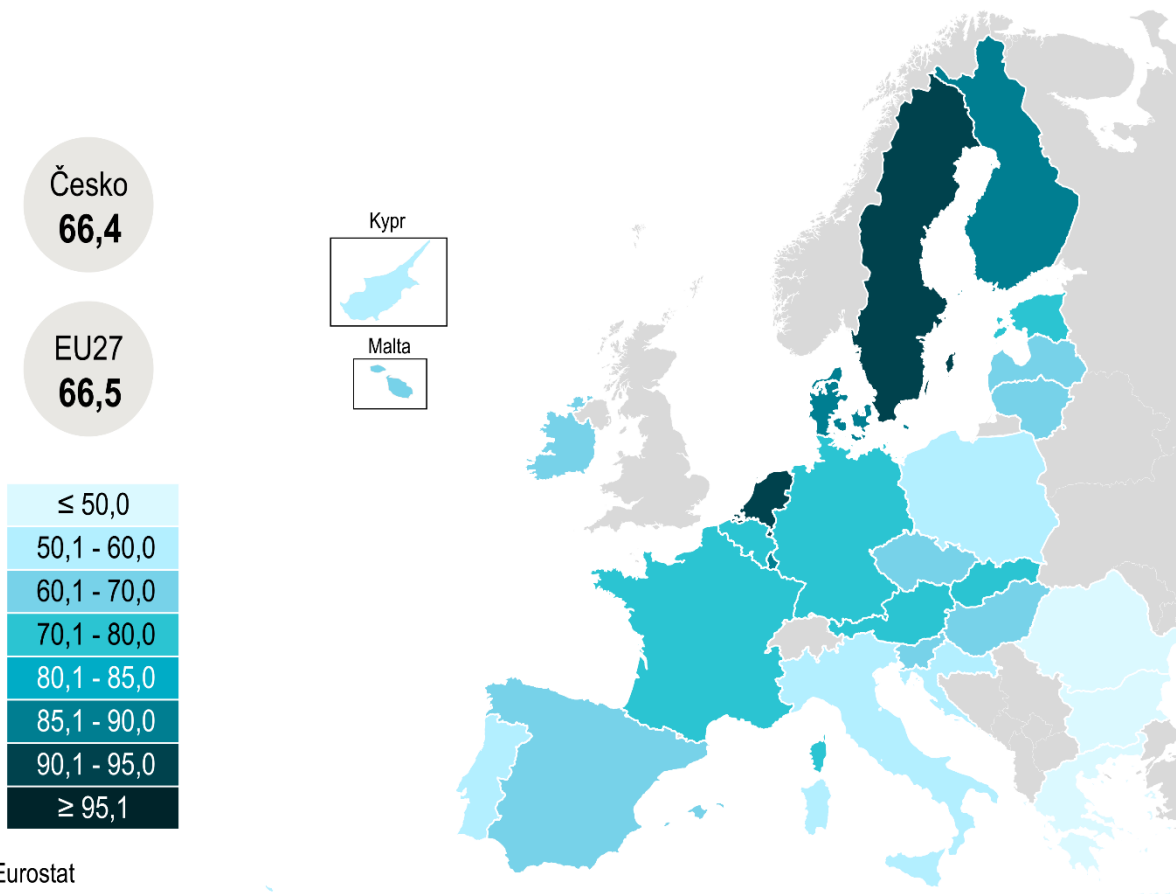 Česko
66,4
Kypr
Malta
EU27
66,5
≤ 50,0
50,1 - 60,0
60,1 - 70,0
70,1 - 80,0
80,1 - 85,0
85,1 - 90,0
90,1 - 95,0
≥ 95,1
Eurostat